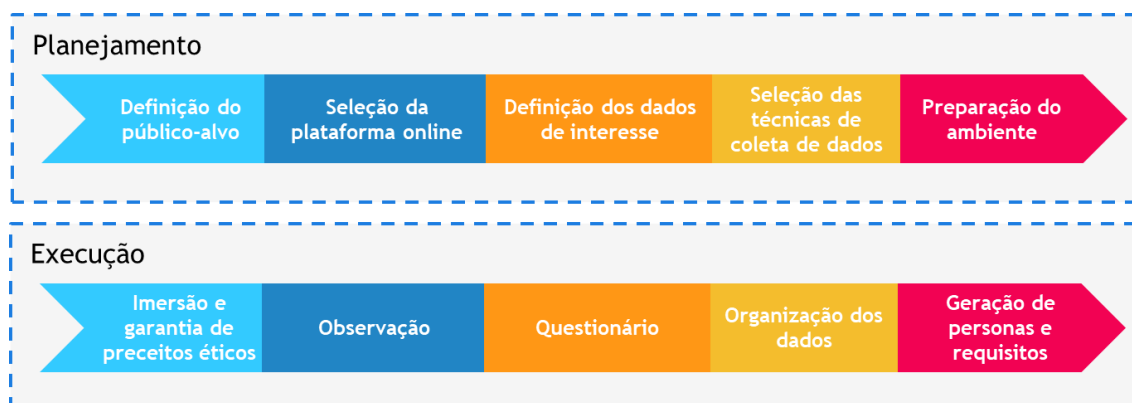 Planejamento
Definição do
público-alvo
Seleção da
plataforma online
Definição dos dados
de interesse
Seleção das
técnicas de
coleta de dados
Preparação do
ambiente
Execução
Imersão e
garantia de
preceitos éticos
Observação
Questionário
Organização dos
dados
Geração de
personas e
requisitos